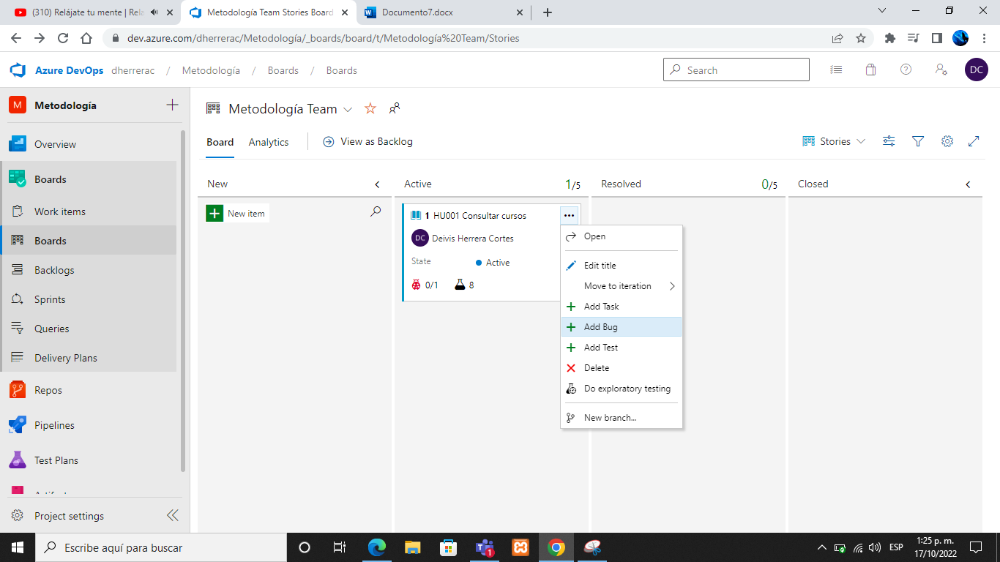 (310) Relájate tu mente | Rela
Metodología Team Stories Board
Documento7.docx
dev.azure.com/dherrerac/Metodología/_boards/board/t/Metodología%20Team/Stories
Azure DevOps dherrerac / Metodología / Boards / Boards
Search
DC
M Metodología
Overview
Boards
Work items
Boards
Backlogs
Sprints
Queries
Delivery Plans
Repos
Pipelines
Test Plans
Project settings
Metodología Team
Board Analytics View as Backlog
Stories
New
New item
Active 1/5
1 HU001 Consultar cursos
DC Deivis Herrera Cortes
State Active
0/1 8
Open
Edit title
Move to iteration
Add Task
Add Bug
Add Test
Delete
Do exploratory testing
New branch...
Resolved 0/5
Closed
Escribe aquí para buscar
1
ESP
1:25 p. m.
17/10/2022